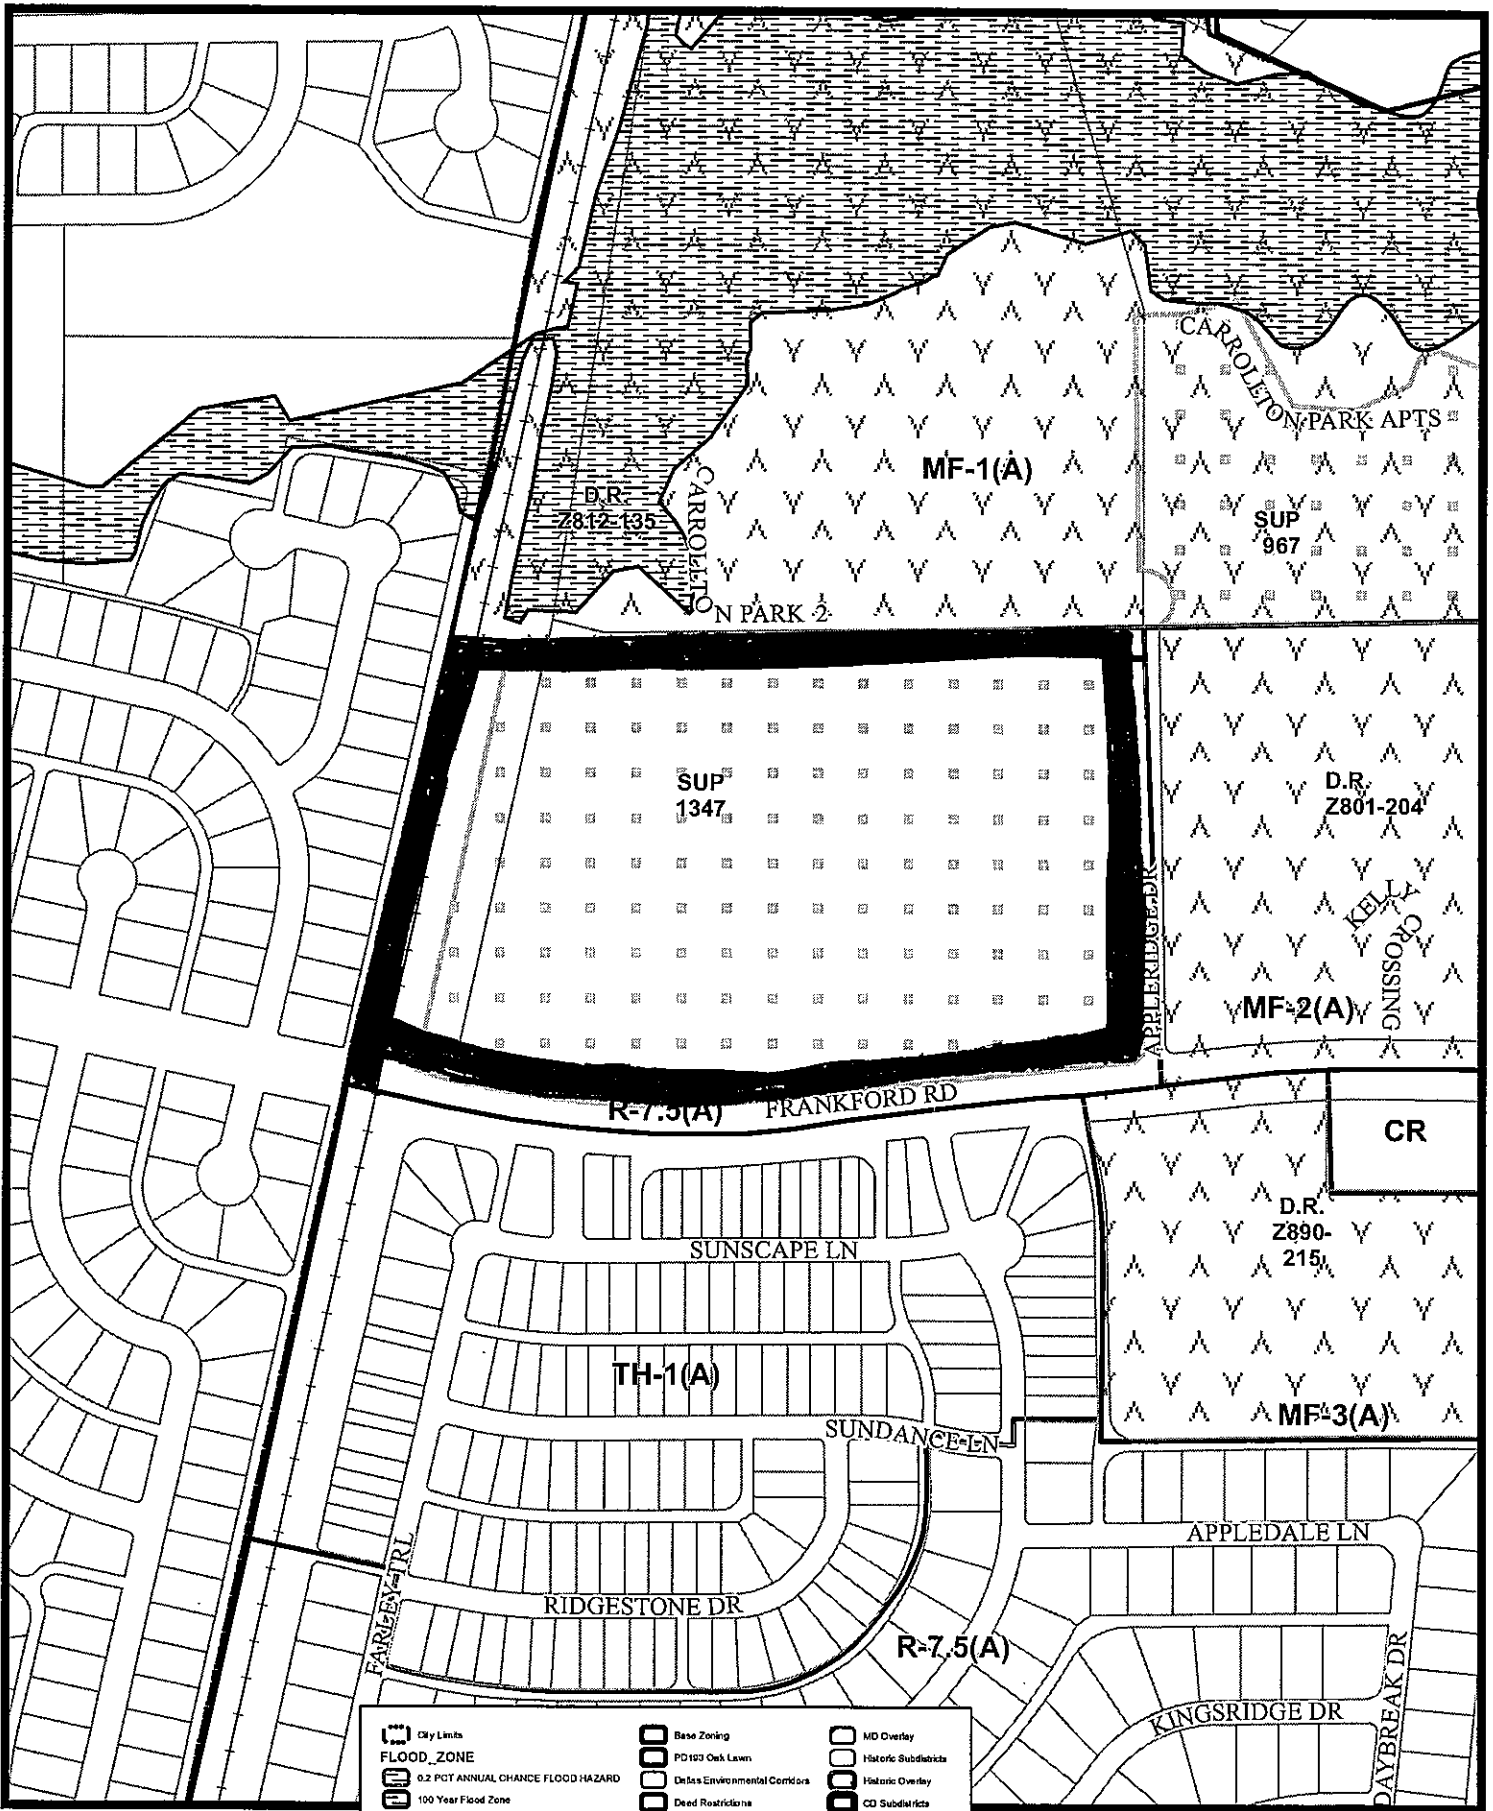 CARROLETON PARK APTS
MF-1(A)
D.R.
Z812-135
SUP
967
CARROLLTON PARK 2
SUP
1347
D.R.
Z801-204
KELLY CROSSING
APPLERIDGE DR
MF-2(A)
R-7.5(A)
FRANKFORD RD
CR
D.R.
Z890-
215
SUNSCAPE LN
TH-1(A)
MF-3(A)
SUNDANCE LN
APPLEDALE LN
FARLEY TRL
RIDGESTONE DR
R-7.5(A)
KINGSRIDGE DR
DAYBREAK DR
City Limits
FLOOD_ZONE
0.2 PCT ANNUAL CHANCE FLOOD HAZARD
100 Year Flood Zone
Base Zoning
PD193 Oak Lawn
Dallas Environmental Corridors
Deed Restrictions
MD Overlay
Historic Subdistricts
Historic Overlay
CD Subdistricts